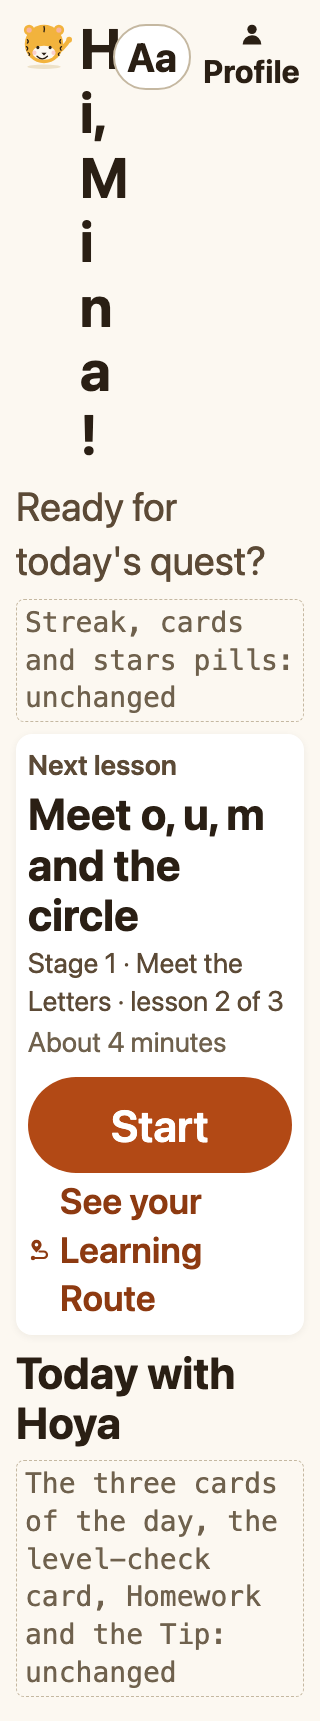 H
i,
M
i
n
a
!
Aa
Profile
Ready for
today's quest?
Streak, cards
and stars pills:
unchanged
Next lesson
Meet o, u, m
and the
circle
Stage 1 · Meet the
Letters · lesson 2 of 3
About 4 minutes
Start
See your
Learning
Route
Today with
Hoya
The three cards
of the day, the
level-check
card, Homework
and the Tip:
unchanged